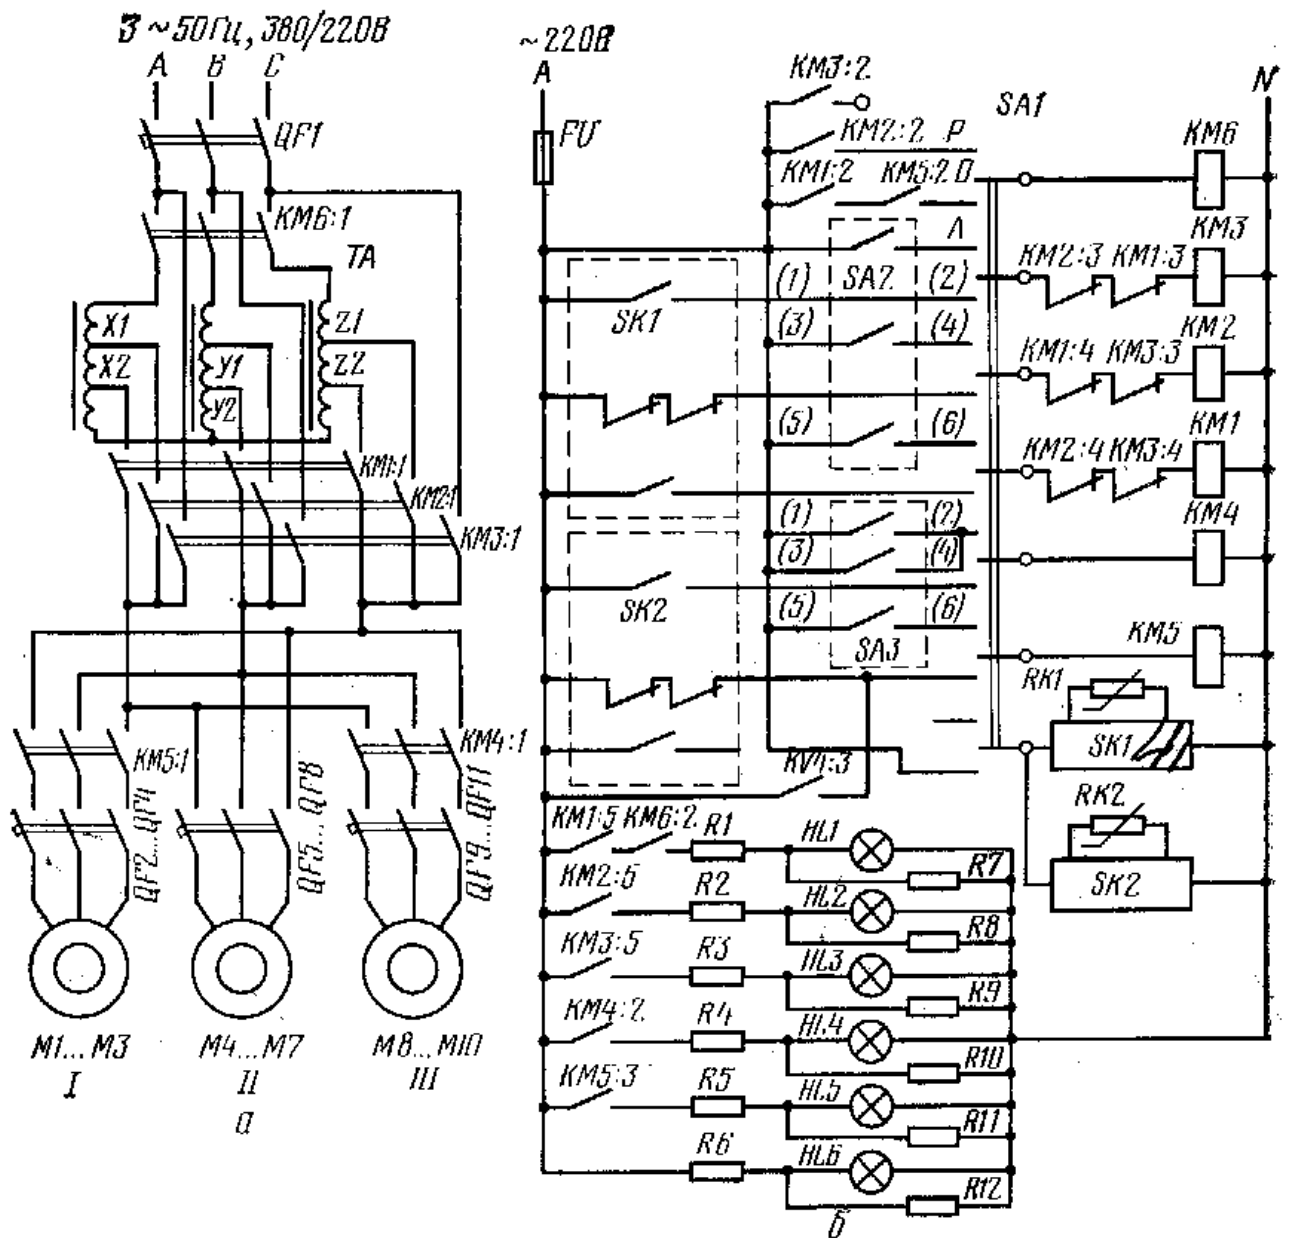 3 ~ 50Гц, 380/220В
A B C
QF1
KM6:1
TA
X1
X2
У1
У2
Z1
Z2
KM1:1
KM2:1
KM3:1
KM5:1
KM4:1
QF2...QF4
QF5...QF8
QF9...QF11
M1...M3
M4...M7
M8...M10
I
II
III
а
~220В
A
FU
KM3:2
SA1
N
KM2:2 P
KM1:2 KM5:2 О
Л
SA2
SK1
(1) (2)
(3) (4)
(5) (6)
(1) (2)
(3) (4)
(5) (6)
SK2
SA3
KV4:3
KM6
KM3
KM2:3 KM1:3
KM2
KM1:4 KM3:3
KM1
KM2:4 KM3:4
KM4
KM5
RK1
SK1
RK2
SK2
KM1:5 KM6:2 R1 HL1
R7
KM2:5 R2 HL2
R8
KM3:5 R3 HL3
R9
KM4:2 R4 HL4
R10
KM5:3 R5 HL5
R11
R6 HL6
R12
б